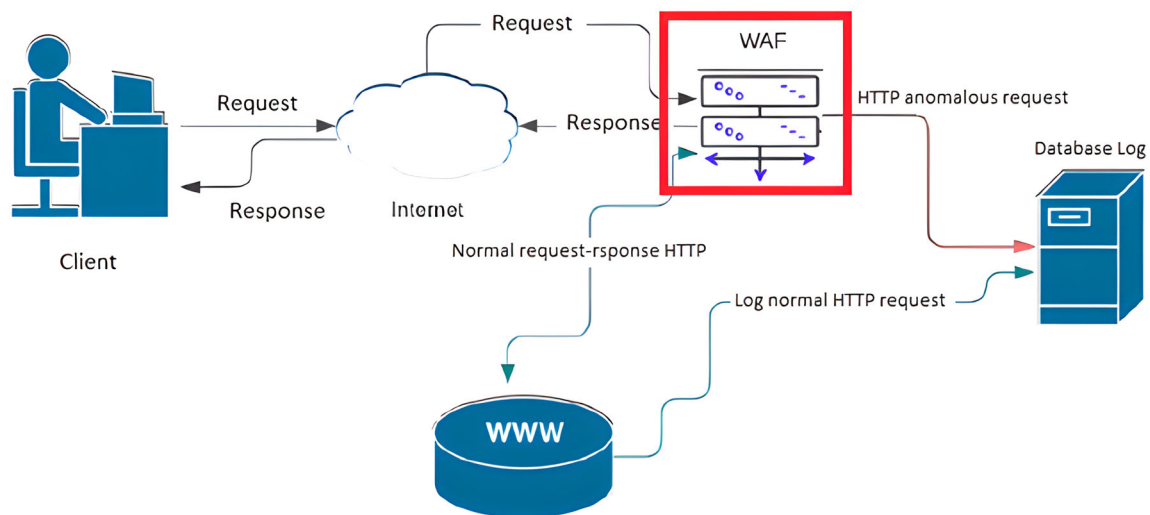 Request
WAF
Request
HTTP anomalous request
Response
Database Log
Response
Internet
Client
Normal request-rsponse HTTP
Log normal HTTP request
WWW